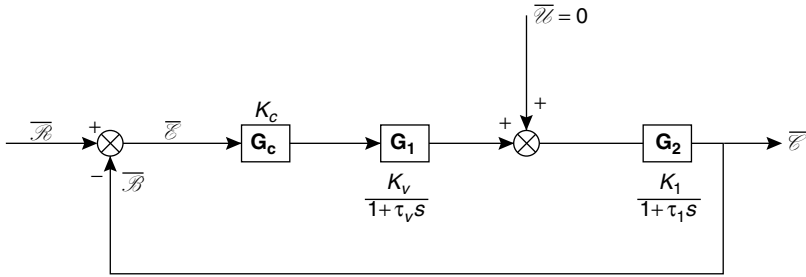 𝒰̅ = 0
+
+
K_c
ℛ̅
+
ℰ̅
G_c
G_1
G_2
𝒞̅
−
ℬ̅
K_v
1+τ_v s
K_1
1+τ_1 s